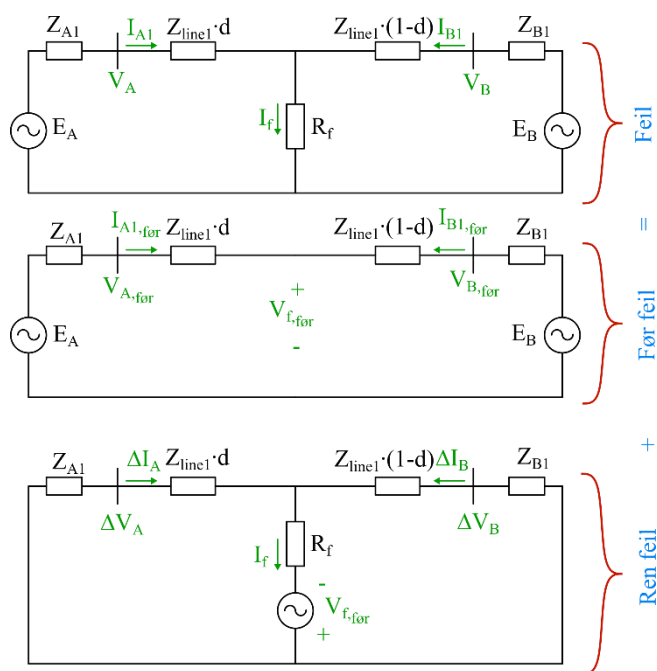 Z_A1 I_A1 Z_line1·d Z_line1·(1-d) I_B1 Z_B1
V_A V_B
E_A I_f R_f E_B Feil
=
I_A1,før I_B1,før
Z_A1 Z_line1·d Z_line1·(1-d) Z_B1
V_A,før + V_B,før
E_A V_f,før E_B Før feil
-
+
Z_A1 ΔI_A Z_line1·d Z_line1·(1-d) ΔI_B Z_B1
ΔV_A ΔV_B
I_f R_f Ren feil
-
V_f,før
+